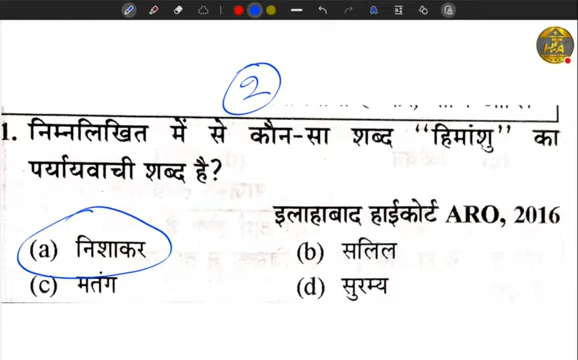 2
1. निम्नलिखित में से कौन-सा शब्द "हिमांशु" का
पर्यायवाची शब्द है?
इलाहाबाद हाईकोर्ट ARO, 2016
(a) निशाकर (b) सलिल
(c) मतंग (d) सुरम्य